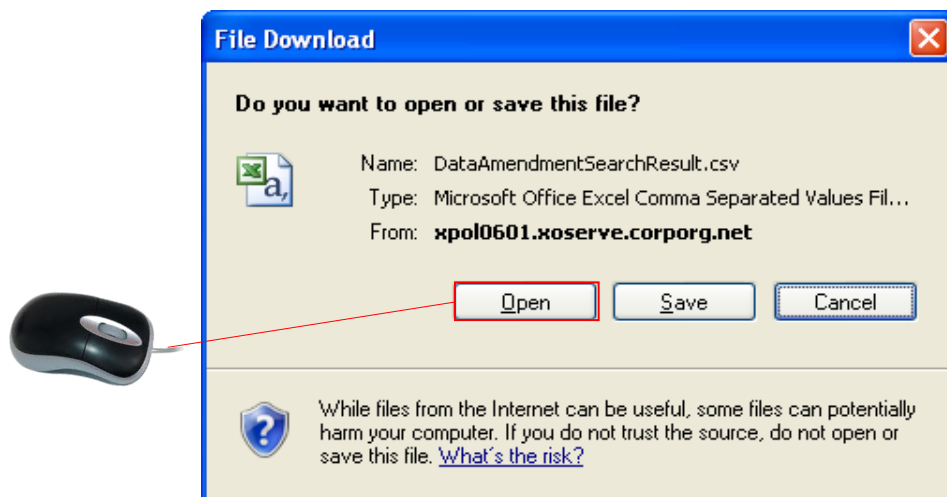 File Download
Do you want to open or save this file?
Name: DataAmendmentSearchResult.csv
Type: Microsoft Office Excel Comma Separated Values Fil...
From: xpol0601.xoserve.corporg.net
a,
Open Save Cancel
While files from the Internet can be useful, some files can potentially
harm your computer. If you do not trust the source, do not open or
save this file. What's the risk?